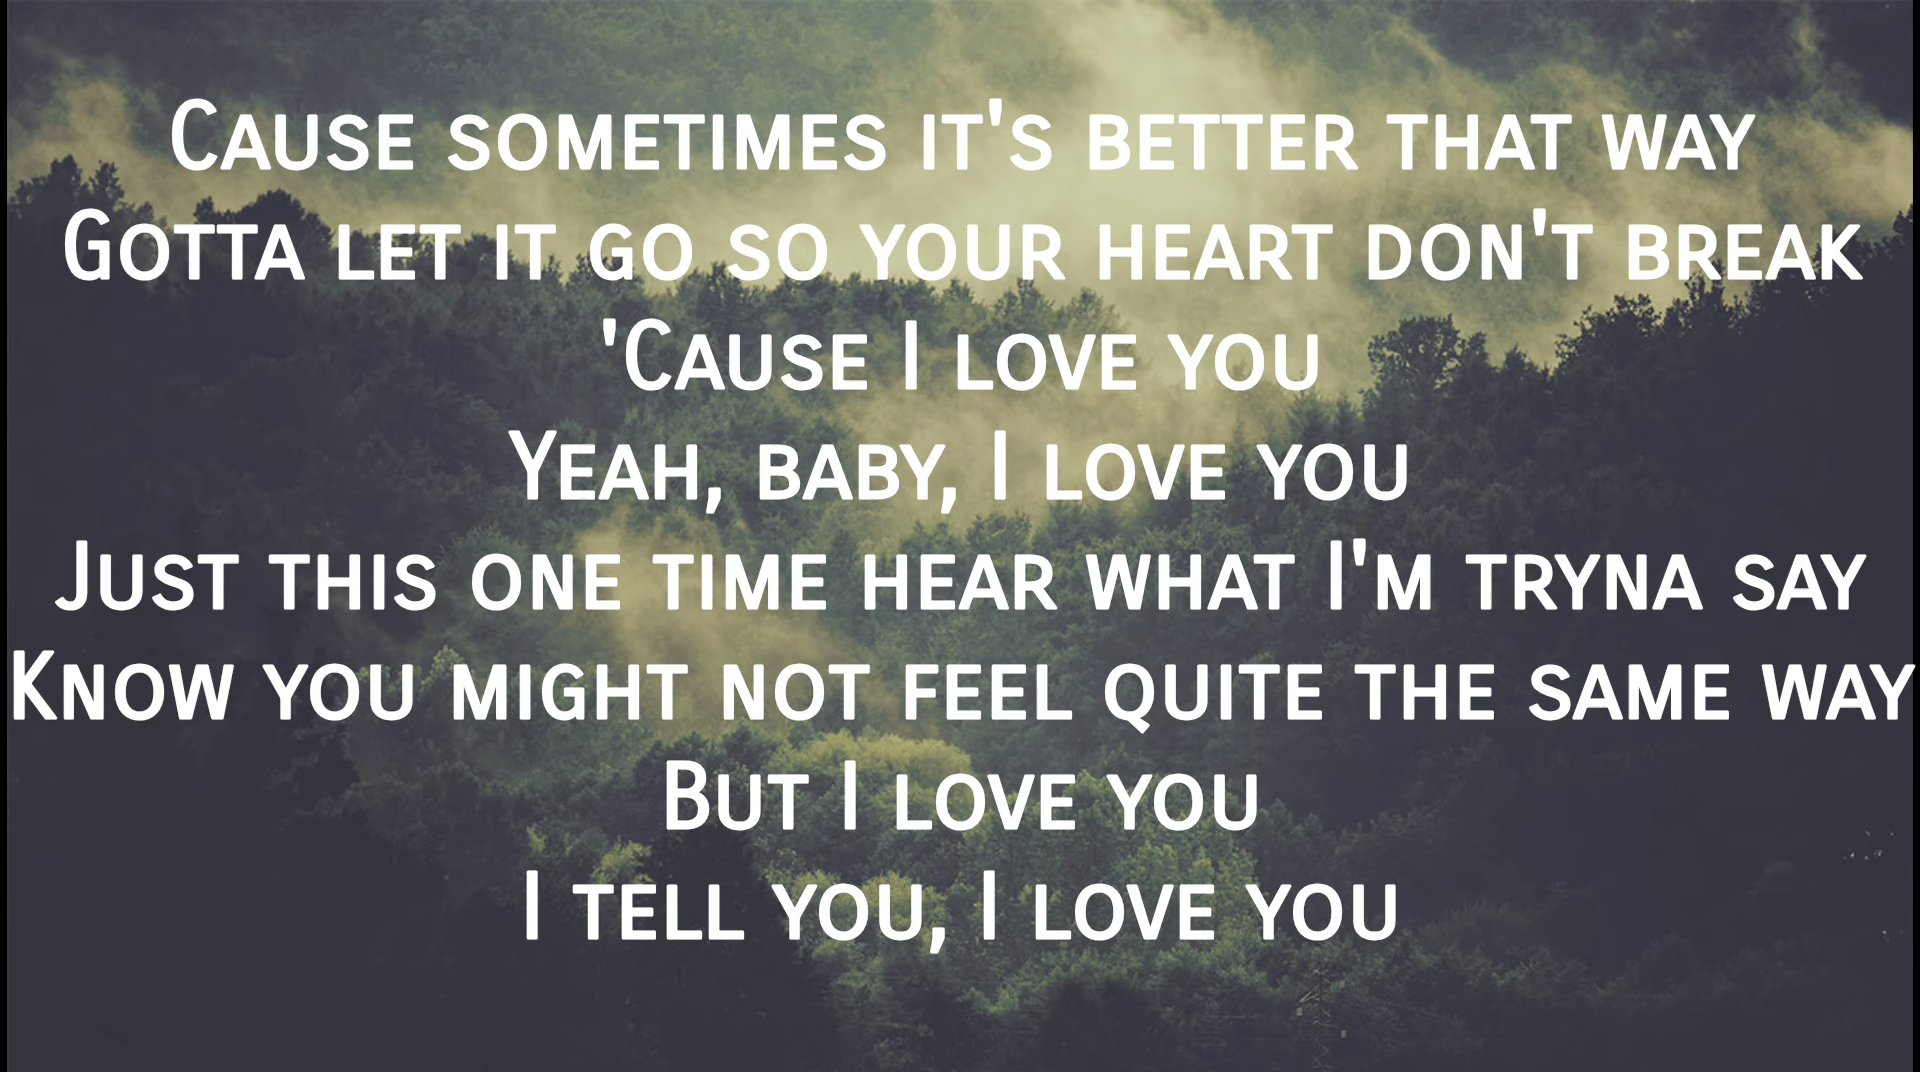 Cause sometimes it's better that way
Gotta let it go so your heart don't break
'Cause I love you
Yeah, baby, I love you
Just this one time hear what I'm tryna say
Know you might not feel quite the same way
But I love you
I tell you, I love you